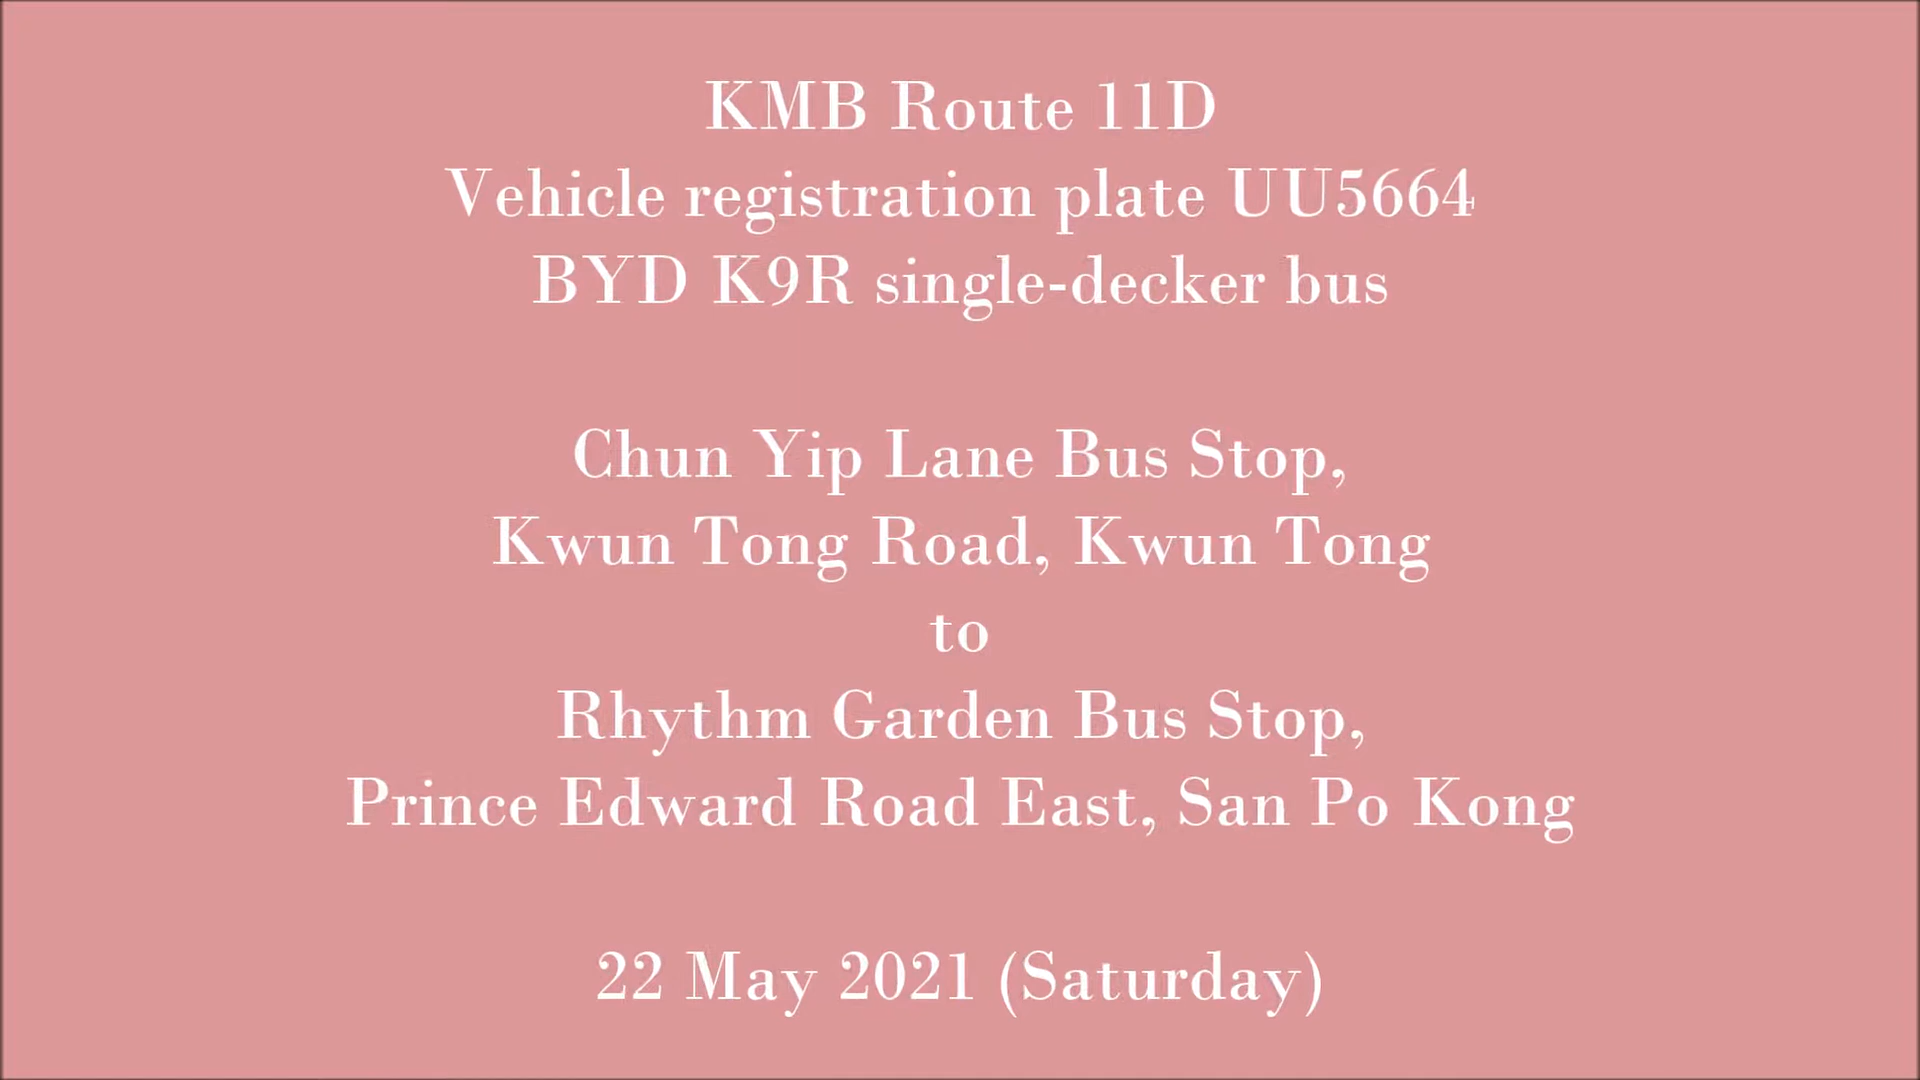 KMB Route 11D
Vehicle registration plate UU5664
BYD K9R single-decker bus
Chun Yip Lane Bus Stop,
Kwun Tong Road, Kwun Tong
to
Rhythm Garden Bus Stop,
Prince Edward Road East, San Po Kong
22 May 2021 (Saturday)